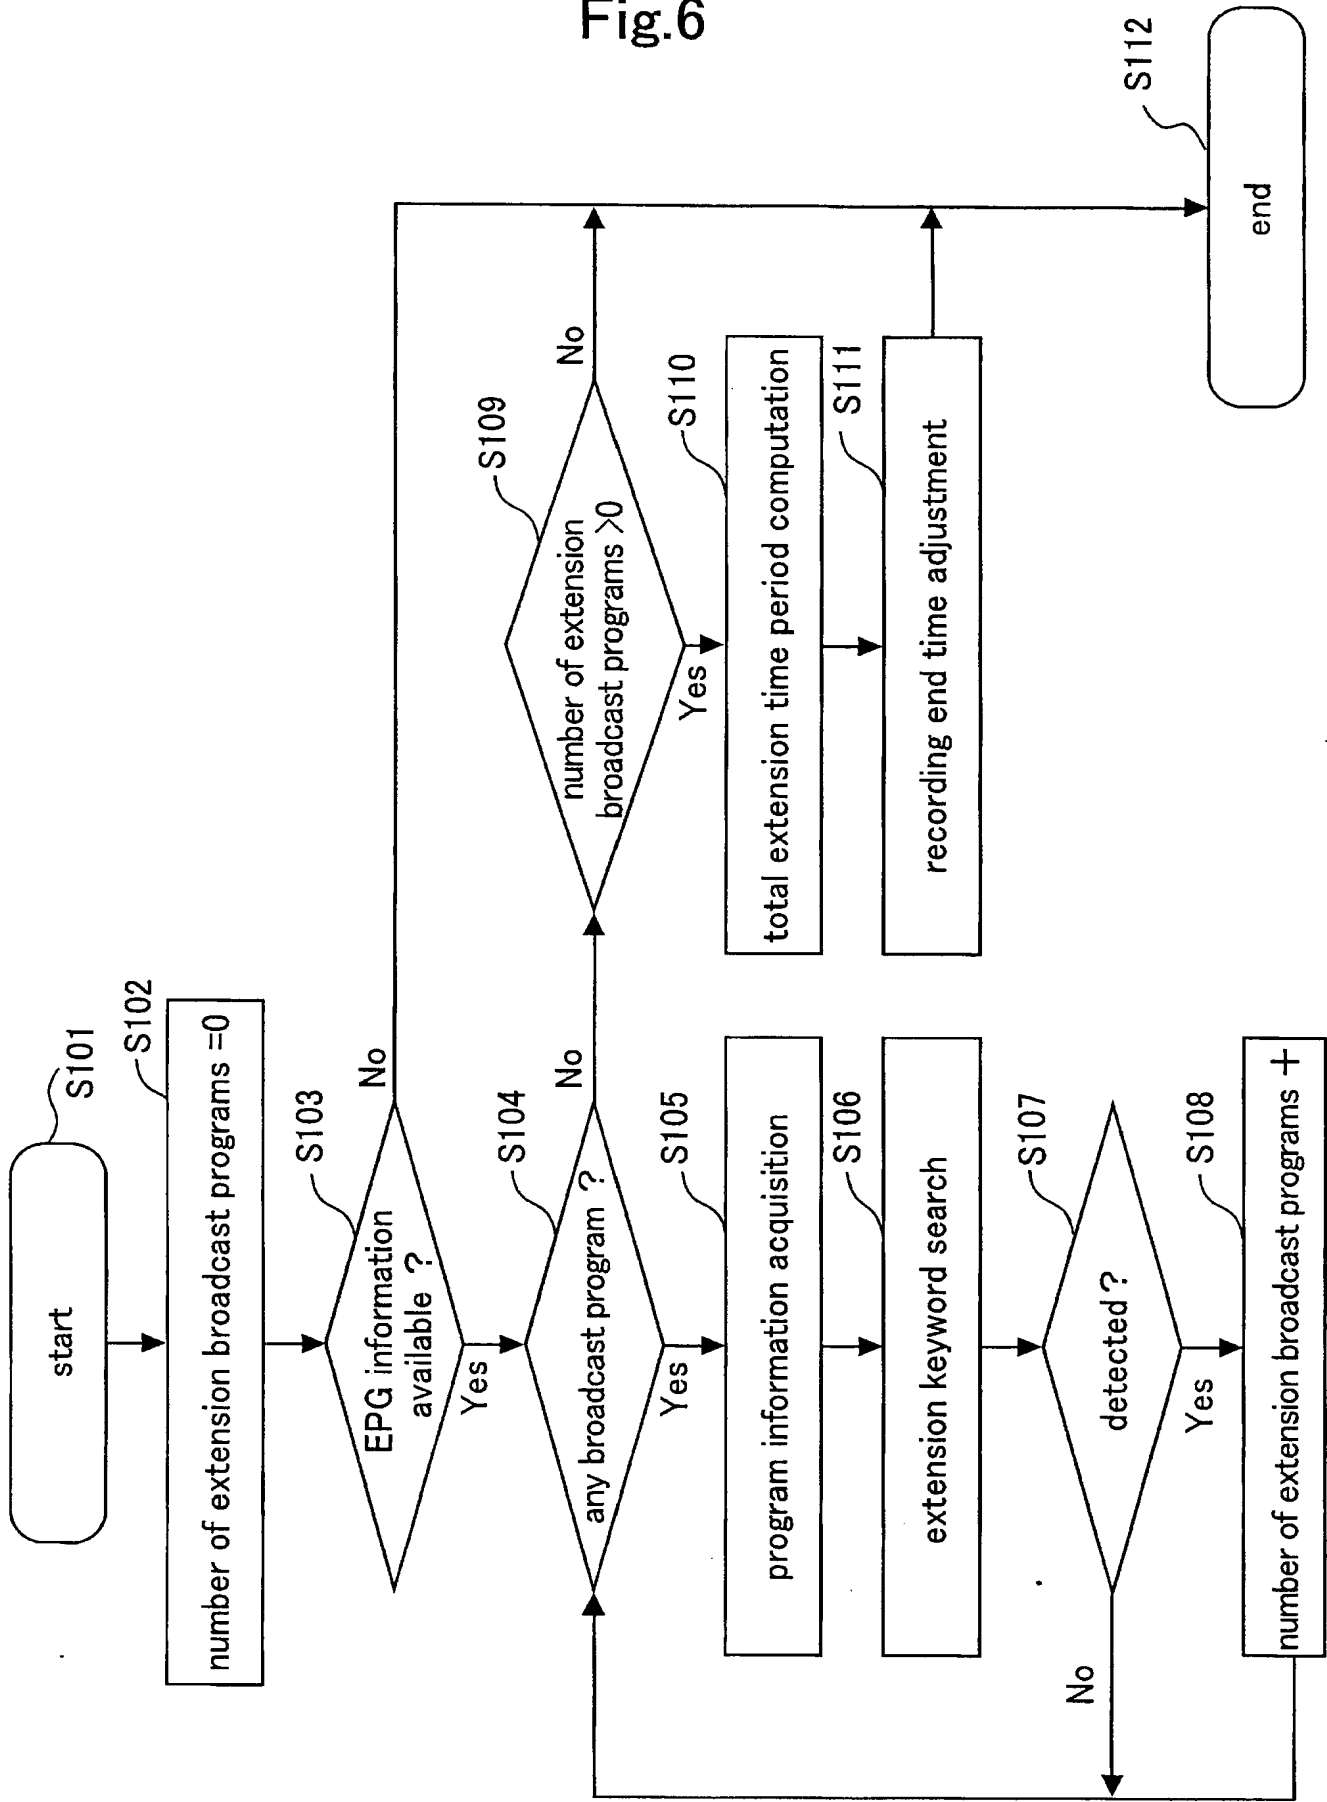 Fig.6
start
S101
number of extension broadcast programs =0
S102
EPG information
available ?
S103
No
Yes
any broadcast program ?
S104
No
Yes
program information acquisition
S105
extension keyword search
S106
detected?
S107
No
Yes
number of extension broadcast programs +
S108
number of extension
broadcast programs >0
S109
No
Yes
total extension time period computation
S110
recording end time adjustment
S111
end
S112